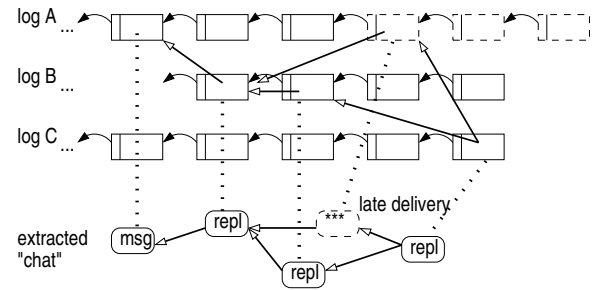 log A ...
log B ...
log C ...
*** late delivery
repl
msg
repl
extracted
"chat"
repl